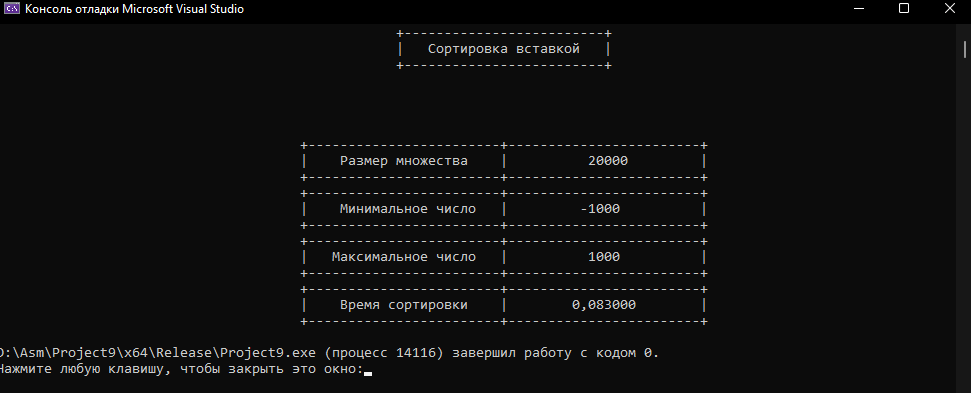 Консоль отладки Microsoft Visual Studio
Сортировка вставкой
Размер множества 20000
Минимальное число -1000
Максимальное число 1000
Время сортировки 0,083000
D:\Asm\Project9\x64\Release\Project9.exe (процесс 14116) завершил работу с кодом 0.
Нажмите любую клавишу, чтобы закрыть это окно: